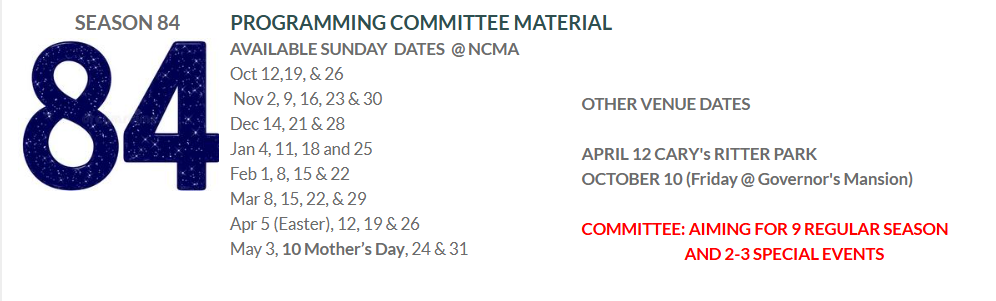 SEASON 84
84
PROGRAMMING COMMITTEE MATERIAL
AVAILABLE SUNDAY DATES @ NCMA
Oct 12,19, & 26
Nov 2, 9, 16, 23 & 30
Dec 14, 21 & 28
Jan 4, 11, 18 and 25
Feb 1, 8, 15 & 22
Mar 8, 15, 22, & 29
Apr 5 (Easter), 12, 19 & 26
May 3, 10 Mother’s Day, 24 & 31
OTHER VENUE DATES
APRIL 12 CARY's RITTER PARK
OCTOBER 10 (Friday @ Governor's Mansion)
COMMITTEE: AIMING FOR 9 REGULAR SEASON
AND 2-3 SPECIAL EVENTS